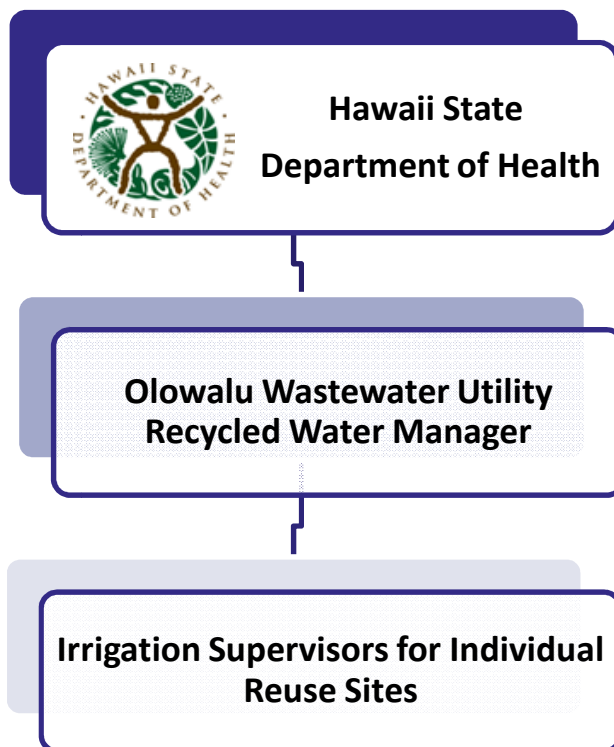 HAWAII STATE
DEPARTMENT OF HEALTH
Hawaii State
Department of Health
Olowalu Wastewater Utility
Recycled Water Manager
Irrigation Supervisors for Individual
Reuse Sites